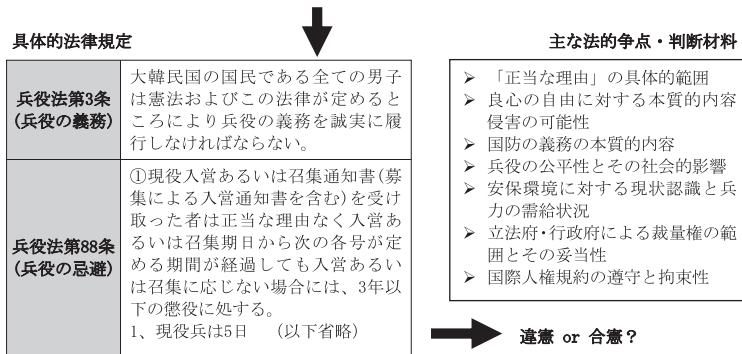 具体的法律規定
兵役法第3条
(兵役の義務)
大韓民国の国民である全ての男子
は憲法およびこの法律が定めると
ころにより兵役の義務を誠実に履
行しなければならない。
兵役法第88条
(兵役の忌避)
①現役入営あるいは召集通知書(募
集による入営通知書を含む)を受け
取った者は正当な理由なく入営あ
るいは召集期日から次の各号が定
める期間が経過しても入営あるい
は召集に応じない場合には、3年以
下の懲役に処する。
1、現役兵は5日 (以下省略)
主な法的争点・判断材料
➢ 「正当な理由」の具体的範囲
➢ 良心の自由に対する本質的内容
侵害の可能性
➢ 国防の義務の本質的内容
➢ 兵役の公平性とその社会的影響
➢ 安保環境に対する現状認識と兵
力の需給状況
➢ 立法府・行政府による裁量権の範
囲とその妥当性
➢ 国際人権規約の遵守と拘束性
違憲 or 合憲？